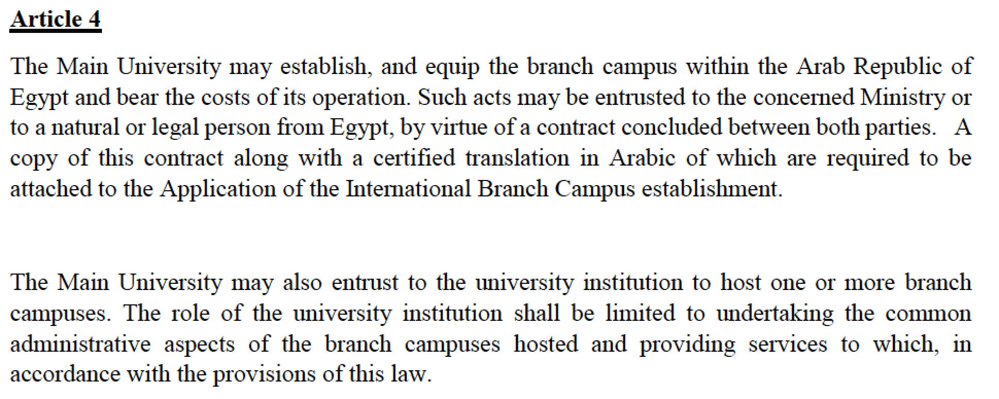 Article 4
The Main University may establish, and equip the branch campus within the Arab Republic of
Egypt and bear the costs of its operation. Such acts may be entrusted to the concerned Ministry or
to a natural or legal person from Egypt, by virtue of a contract concluded between both parties. A
copy of this contract along with a certified translation in Arabic of which are required to be
attached to the Application of the International Branch Campus establishment.
The Main University may also entrust to the university institution to host one or more branch
campuses. The role of the university institution shall be limited to undertaking the common
administrative aspects of the branch campuses hosted and providing services to which, in
accordance with the provisions of this law.